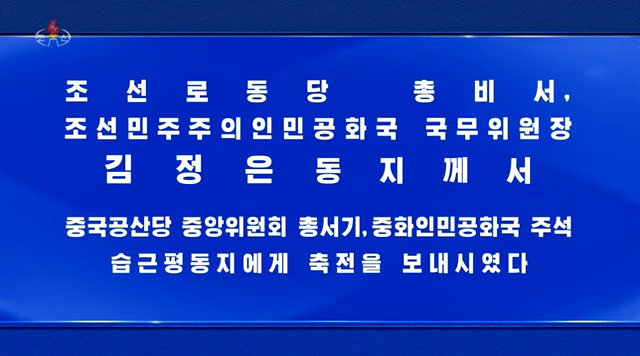 조선로동당 총비서,
조선민주주의인민공화국 국무위원장
김정은동지께서
중국공산당 중앙위원회 총서기, 중화인민공화국 주석
습근평동지에게 축전을 보내시였다